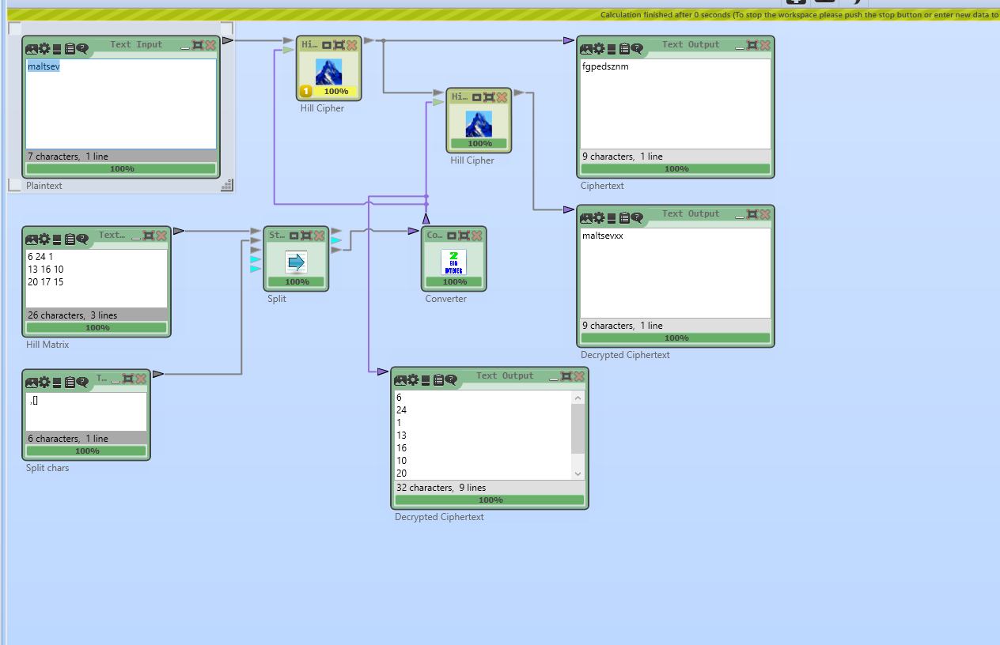 Calculation finished after 0 seconds (To stop the workspace please push the stop button or enter new data to
Text Input
maltsev
7 characters, 1 line
100%
Plaintext
Hi...
1
100%
Hill Cipher
Hi...
100%
Hill Cipher
Text Output
fgpedsznm
9 characters, 1 line
100%
Ciphertext
Text Output
maltsevxx
9 characters, 1 line
100%
Decrypted Ciphertext
Text...
6 24 1
13 16 10
20 17 15
26 characters, 3 lines
100%
Hill Matrix
St...
100%
Split
Co...
2
BIG
INTEGER
100%
Converter
T...
,[]
6 characters, 1 line
100%
Split chars
Text Output
6
24
1
13
16
10
20
32 characters, 9 lines
100%
Decrypted Ciphertext